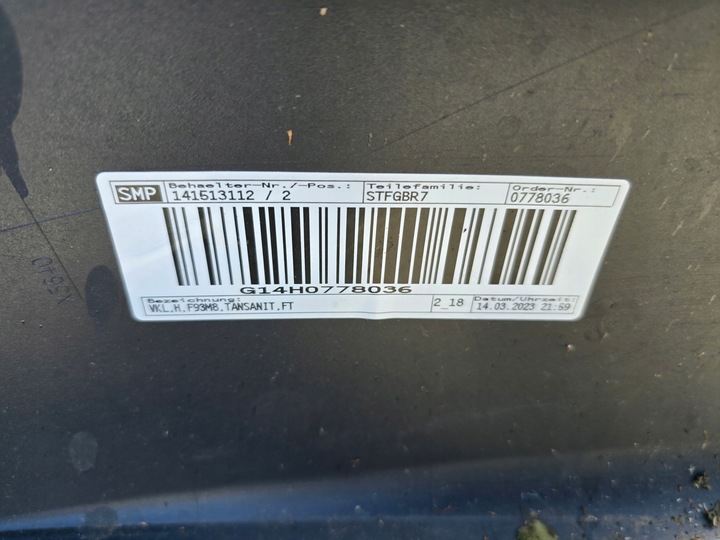 SMP
Behaelter-Nr./-Pos.: Teilefamilie: Order-Nr.:
141513112 / 2 STFGBR7 0778036
G14H0778036
Bezeichnung: 2_18 Datum/Uhrzeit:
VKL,H,F93M8,TANSANIT,FT 14.03.2023 21:59